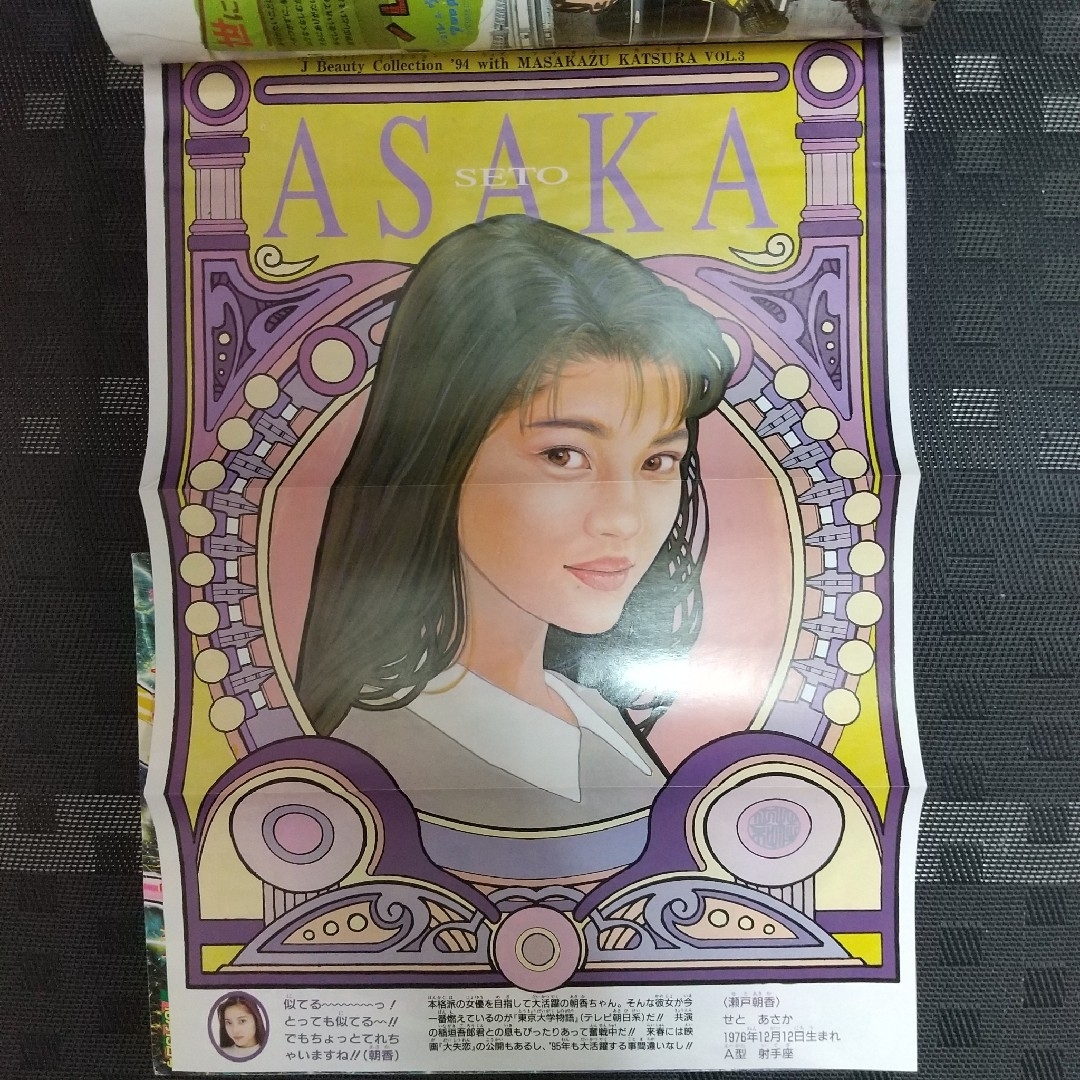 世に
J Beauty Collection '94 with MASAKAZU KATSURA VOL.3
ASAKA
SETO
似てる〜〜〜〜〜っ!
とっても似てる〜!!
でもちょっとてれち
ゃいますね!!(朝香)
本格派の女優を目指して大活躍の朝香ちゃん。そんな彼女が今
一番燃えているのが「東京大学物語」(テレビ朝日系)だ!! 共演
の稲垣吾郎君との息もぴったりあって奮戦中だ!! 来春には映
画「大失恋」の公開もあるし、'95年も大活躍する事間違いなし!!
(瀬戸朝香)
せと あさか
1976年12月12日生まれ
A型 射手座